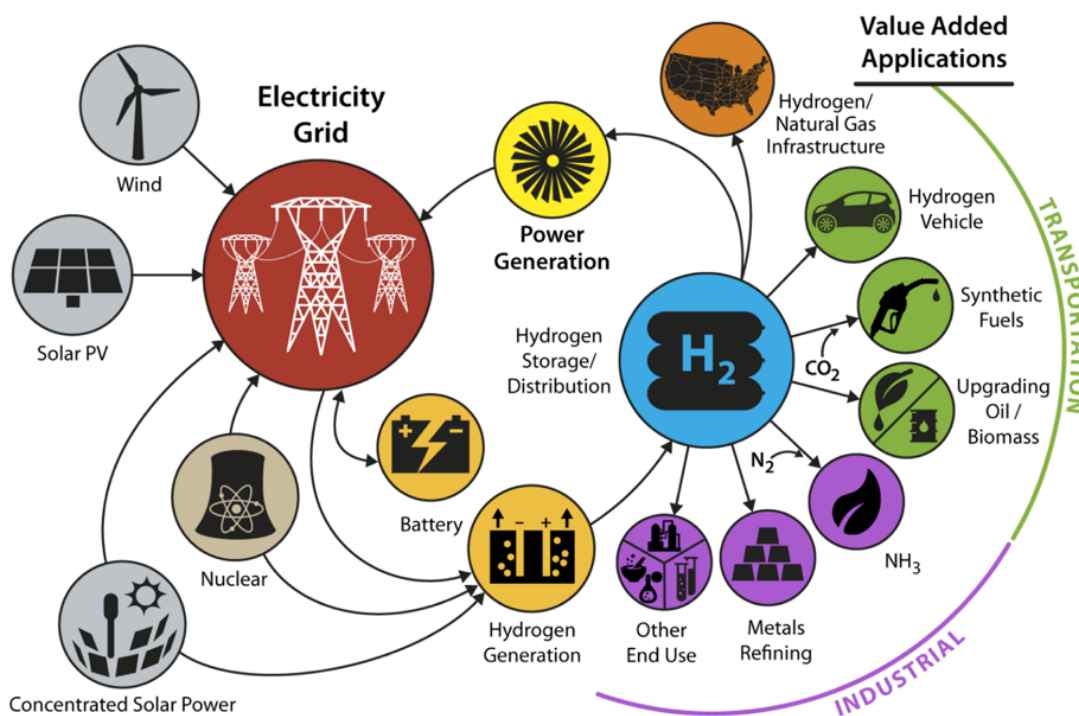 Value Added
Applications
Electricity
Grid
Wind
Solar PV
Nuclear
Concentrated Solar Power
Battery
+
−
Power
Generation
Hydrogen
Generation
−
+
Hydrogen
Storage/
Distribution
H2
Hydrogen/
Natural Gas
Infrastructure
Hydrogen
Vehicle
Synthetic
Fuels
CO2
Upgrading
Oil /
Biomass
N2
NH3
Metals
Refining
Other
End Use
TRANSPORTATION
INDUSTRIAL